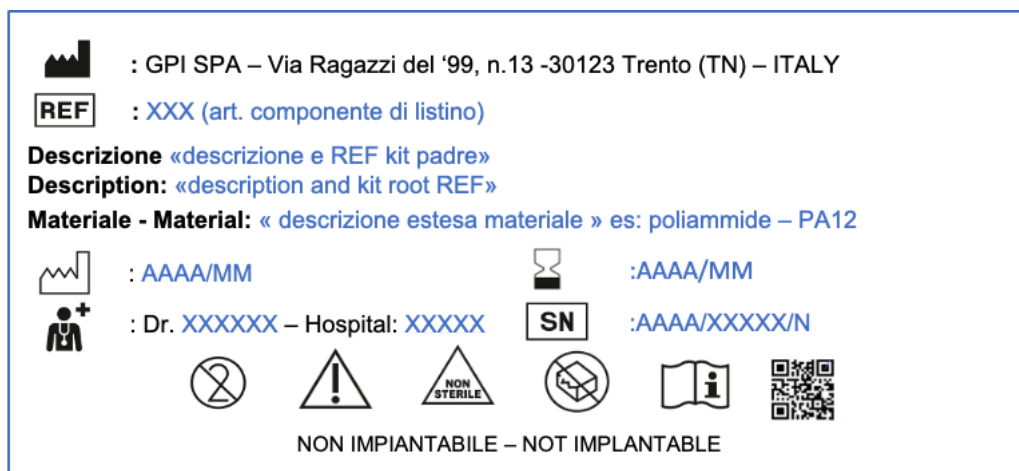 : GPI SPA – Via Ragazzi del ‘99, n.13 -30123 Trento (TN) – ITALY
REF : XXX (art. componente di listino)
Descrizione «descrizione e REF kit padre»
Description: «description and kit root REF»
Materiale - Material: « descrizione estesa materiale » es: poliammide – PA12
: AAAA/MM :AAAA/MM
: Dr. XXXXXX – Hospital: XXXXX SN :AAAA/XXXXX/N
2 NON STERILE
NON IMPIANTABILE – NOT IMPLANTABLE